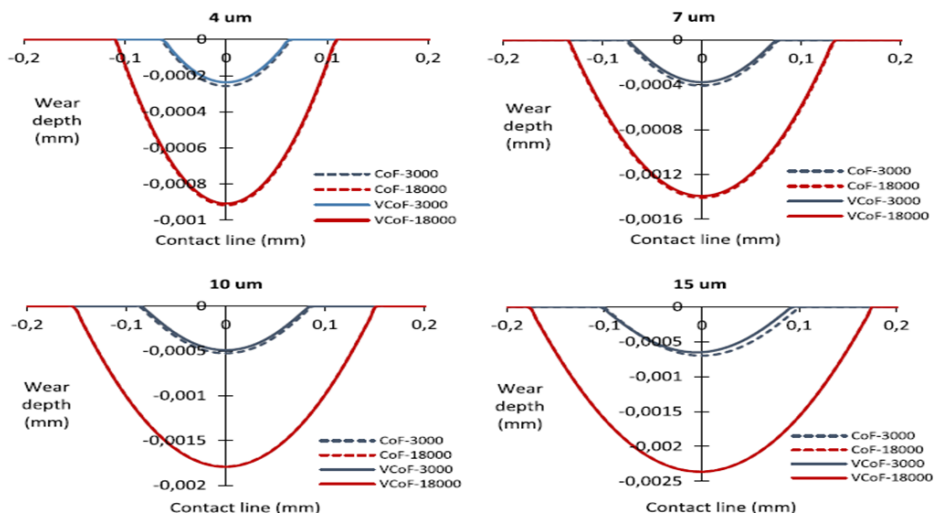 4 um
-0,2
-0,1
0
0
0,1
0,2
-0,0002
-0,0004
-0,0006
-0,0008
-0,001
Wear
depth
(mm)
CoF-3000
CoF-18000
VCoF-3000
VCoF-18000
Contact line (mm)
7 um
-0,2
-0,1
0
0
0,1
0,2
-0,0004
-0,0008
-0,0012
-0,0016
Wear
depth
(mm)
CoF-3000
CoF-18000
VCoF-3000
VCoF-18000
Contact line (mm)
10 um
-0,2
-0,1
0
0
0,1
0,2
-0,0005
-0,001
-0,0015
-0,002
Wear
depth
(mm)
CoF-3000
CoF-18000
VCoF-3000
VCoF-18000
Contact line (mm)
15 um
-0,2
-0,1
0
0
0,1
0,2
-0,0005
-0,001
-0,0015
-0,002
-0,0025
Wear
depth
(mm)
CoF-3000
CoF-18000
VCoF-3000
VCoF-18000
Contact line (mm)